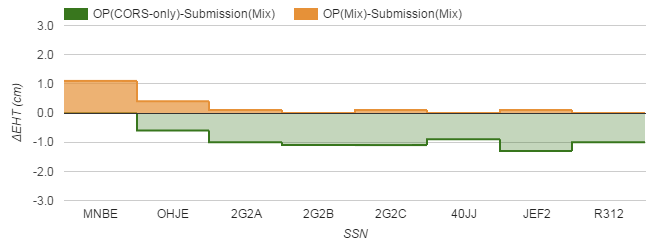 OP(CORS-only)-Submission(Mix) OP(Mix)-Submission(Mix)
3.0
2.0
1.0
0.0
-1.0
-2.0
-3.0
ΔEHT (cm)
MNBE OHJE 2G2A 2G2B 2G2C 40JJ JEF2 R312
SSN